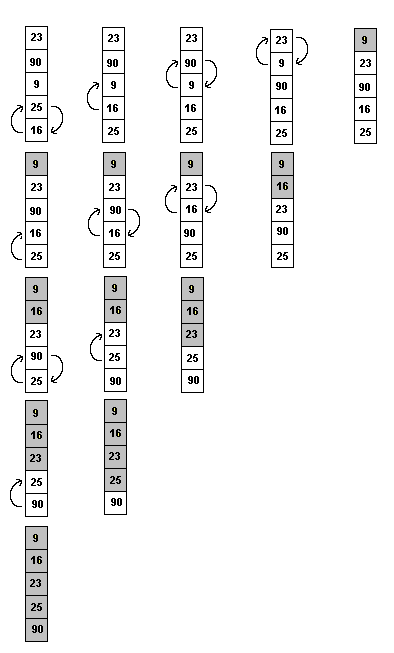 23 23 23 23 9
90 90 90 9 23
9 9 9 90 90
25 16 16 16 16
16 25 25 25 25
9 9 9 9
23 23 23 16
90 90 16 23
16 16 90 90
25 25 25 25
9 9 9
16 16 16
23 23 23
90 25 25
25 90 90
9 9
16 16
23 23
25 25
90 90
9
16
23
25
90